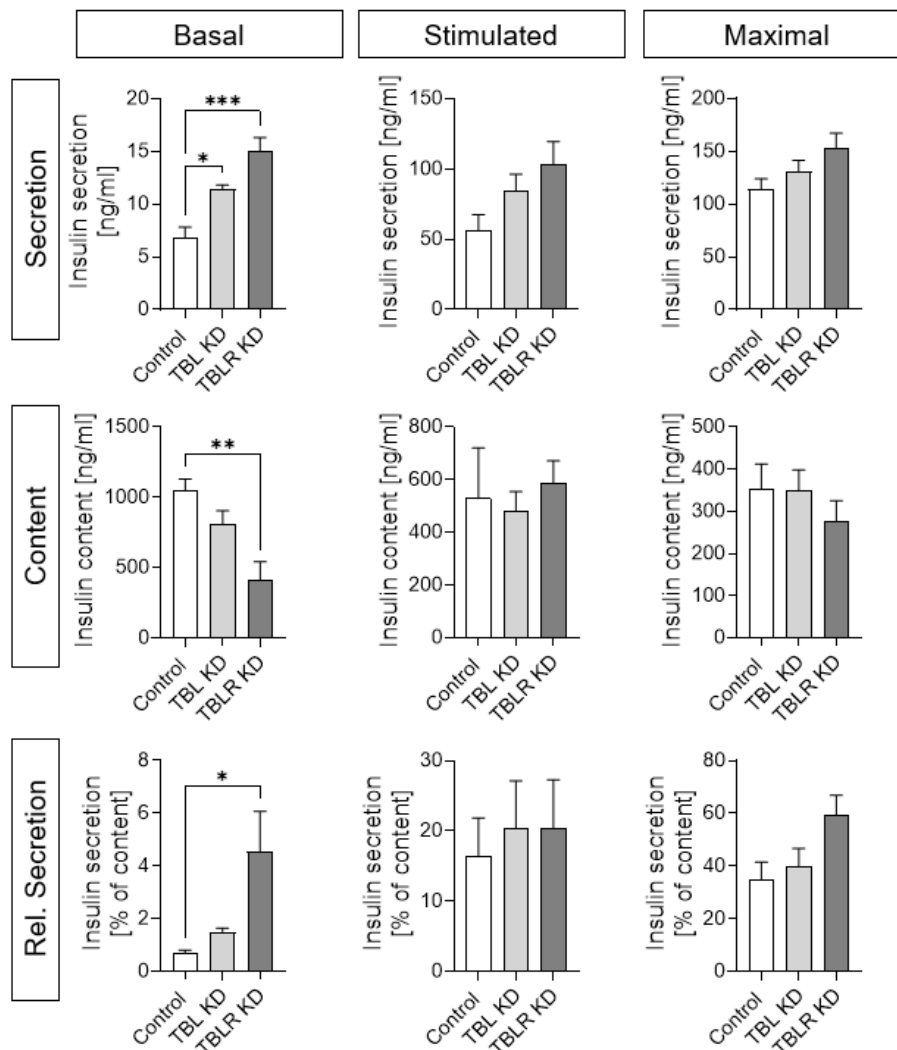 Basal
Stimulated
Maximal
Secretion
Insulin secretion
[ng/ml]
20
15
10
5
0
***
*
Control
TBL KD
TBLR KD
Insulin secretion [ng/ml]
150
100
50
0
Control
TBL KD
TBLR KD
Insulin secretion [ng/ml]
200
150
100
50
0
Control
TBL KD
TBLR KD
Content
Insulin content [ng/ml]
1500
1000
500
0
**
Control
TBL KD
TBLR KD
Insulin content [ng/ml]
800
600
400
200
0
Control
TBL KD
TBLR KD
Insulin content [ng/ml]
500
400
300
200
100
0
Control
TBL KD
TBLR KD
Rel. Secretion
Insulin secretion
[% of content]
8
6
4
2
0
*
Control
TBL KD
TBLR KD
Insulin secretion
[% of content]
30
20
10
0
Control
TBL KD
TBLR KD
Insulin secretion
[% of content]
80
60
40
20
0
Control
TBL KD
TBLR KD